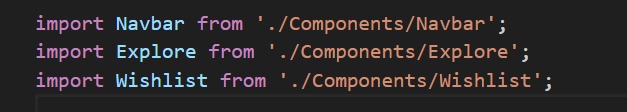 import Navbar from './Components/Navbar';
import Explore from './Components/Explore';
import Wishlist from './Components/Wishlist';